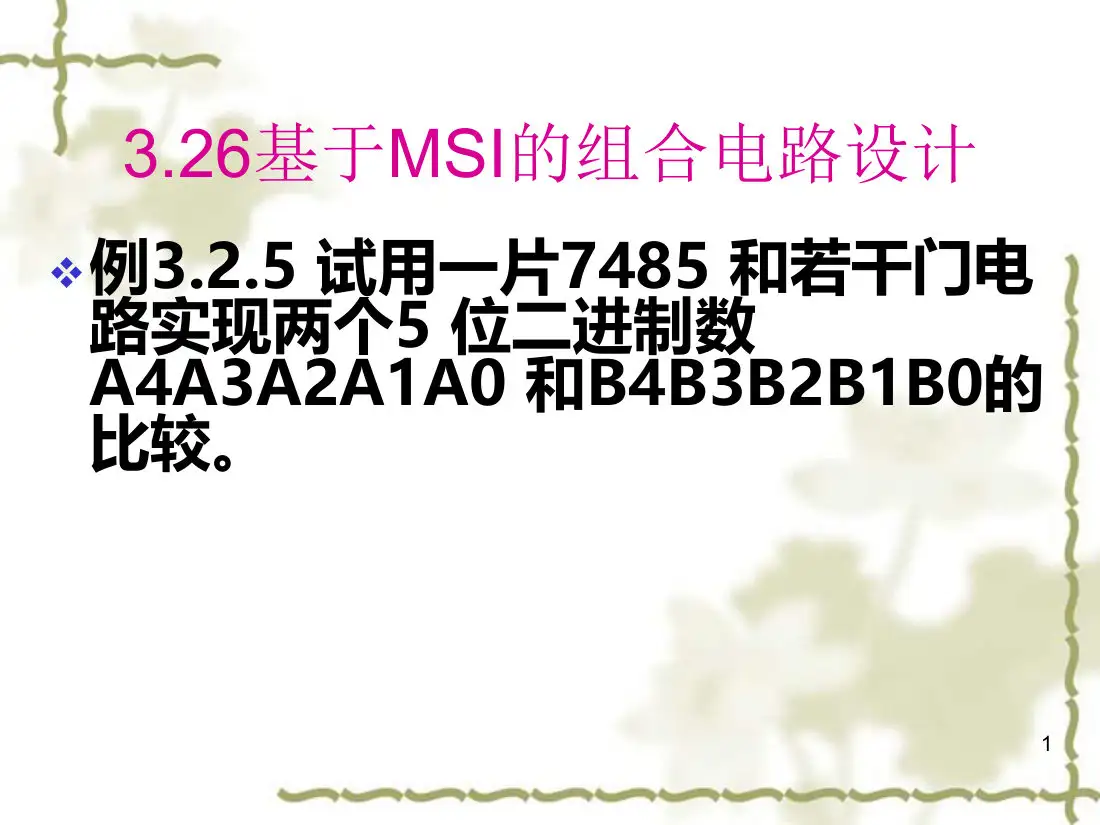 3.26基于MSI的组合电路设计
例3.2.5 试用一片7485 和若干门电
路实现两个5 位二进制数
A4A3A2A1A0 和B4B3B2B1B0的
比较。
1